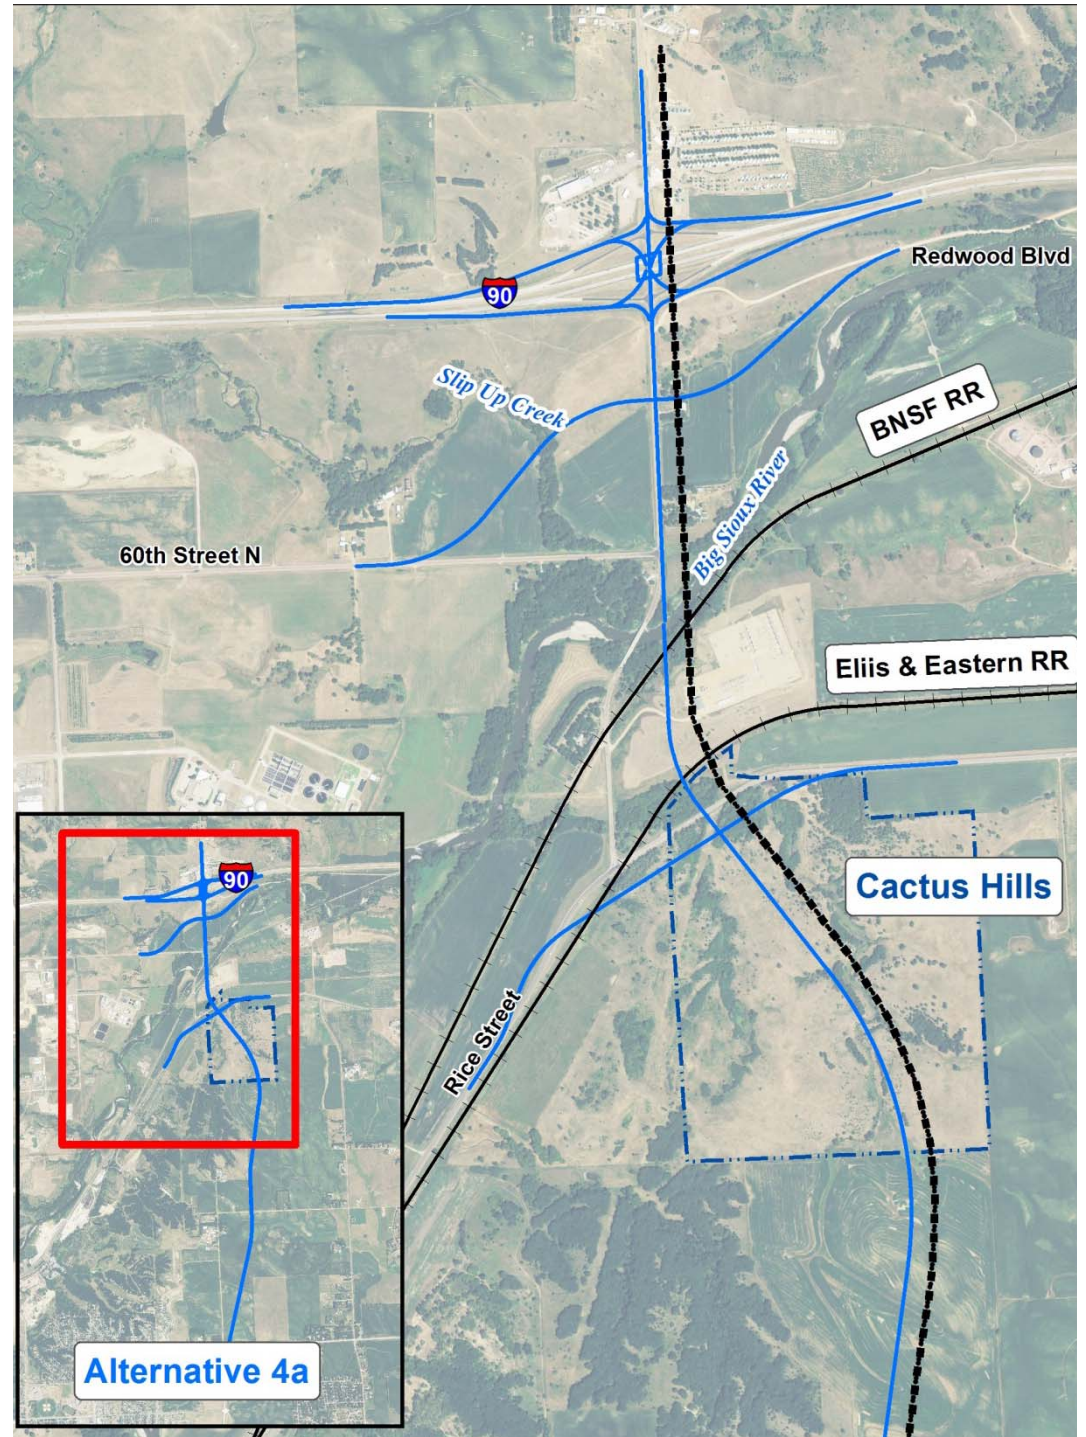 Redwood Blvd
90
Slip Up Creek
BNSF RR
Big Sioux River
60th Street N
Eliis & Eastern RR
90
Cactus Hills
Rice Street
Alternative 4a